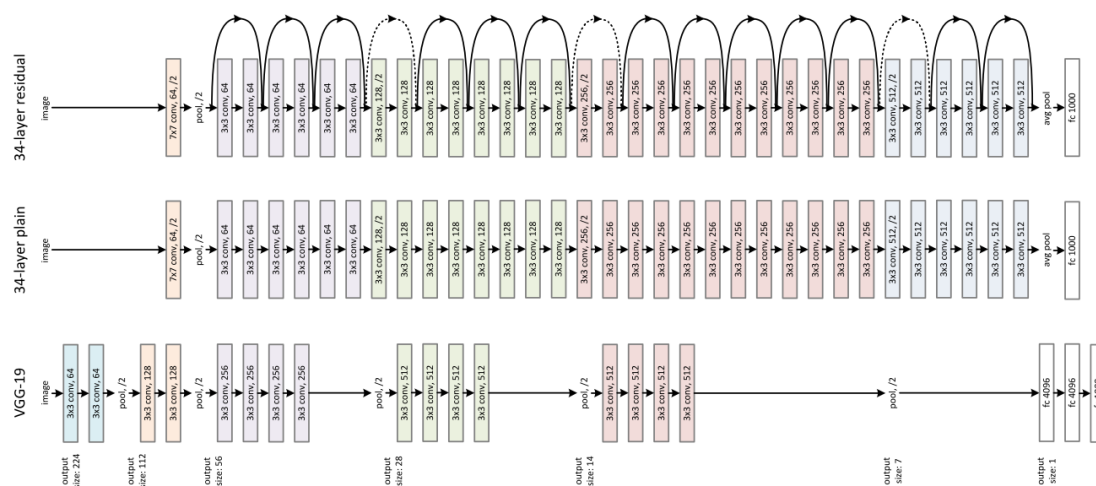 34-layer residual
image
7x7 conv, 64, /2
pool, /2
3x3 conv, 64
3x3 conv, 64
3x3 conv, 64
3x3 conv, 64
3x3 conv, 64
3x3 conv, 64
3x3 conv, 128, /2
3x3 conv, 128
3x3 conv, 128
3x3 conv, 128
3x3 conv, 128
3x3 conv, 128
3x3 conv, 128
3x3 conv, 128
3x3 conv, 256, /2
3x3 conv, 256
3x3 conv, 256
3x3 conv, 256
3x3 conv, 256
3x3 conv, 256
3x3 conv, 256
3x3 conv, 256
3x3 conv, 256
3x3 conv, 256
3x3 conv, 256
3x3 conv, 256
3x3 conv, 512, /2
3x3 conv, 512
3x3 conv, 512
3x3 conv, 512
3x3 conv, 512
3x3 conv, 512
avg pool
fc 1000
34-layer plain
image
7x7 conv, 64, /2
pool, /2
3x3 conv, 64
3x3 conv, 64
3x3 conv, 64
3x3 conv, 64
3x3 conv, 64
3x3 conv, 64
3x3 conv, 128, /2
3x3 conv, 128
3x3 conv, 128
3x3 conv, 128
3x3 conv, 128
3x3 conv, 128
3x3 conv, 128
3x3 conv, 128
3x3 conv, 256, /2
3x3 conv, 256
3x3 conv, 256
3x3 conv, 256
3x3 conv, 256
3x3 conv, 256
3x3 conv, 256
3x3 conv, 256
3x3 conv, 256
3x3 conv, 256
3x3 conv, 256
3x3 conv, 256
3x3 conv, 512, /2
3x3 conv, 512
3x3 conv, 512
3x3 conv, 512
3x3 conv, 512
3x3 conv, 512
avg pool
fc 1000
VGG-19
image
3x3 conv, 64
3x3 conv, 64
pool, /2
3x3 conv, 128
3x3 conv, 128
pool, /2
3x3 conv, 256
3x3 conv, 256
3x3 conv, 256
3x3 conv, 256
pool, /2
3x3 conv, 512
3x3 conv, 512
3x3 conv, 512
3x3 conv, 512
pool, /2
3x3 conv, 512
3x3 conv, 512
3x3 conv, 512
3x3 conv, 512
pool, /2
fc 4096
fc 4096
output
size: 224
output
size: 112
output
size: 56
output
size: 28
output
size: 14
output
size: 7
output
size: 1